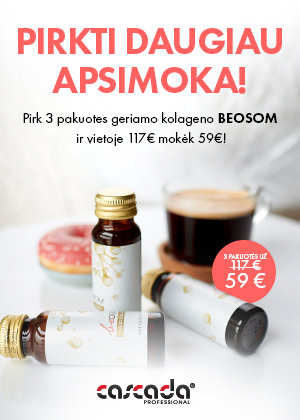 PIRKTI DAUGIAU
APSIMOKA!
Pirk 3 pakuotes geriamo kolageno BEOSOM
ir vietoje 117€ mokėk 59€!
3 PAKUOTĖS UŽ
117 €
59 €
cascada®
PROFESSIONAL